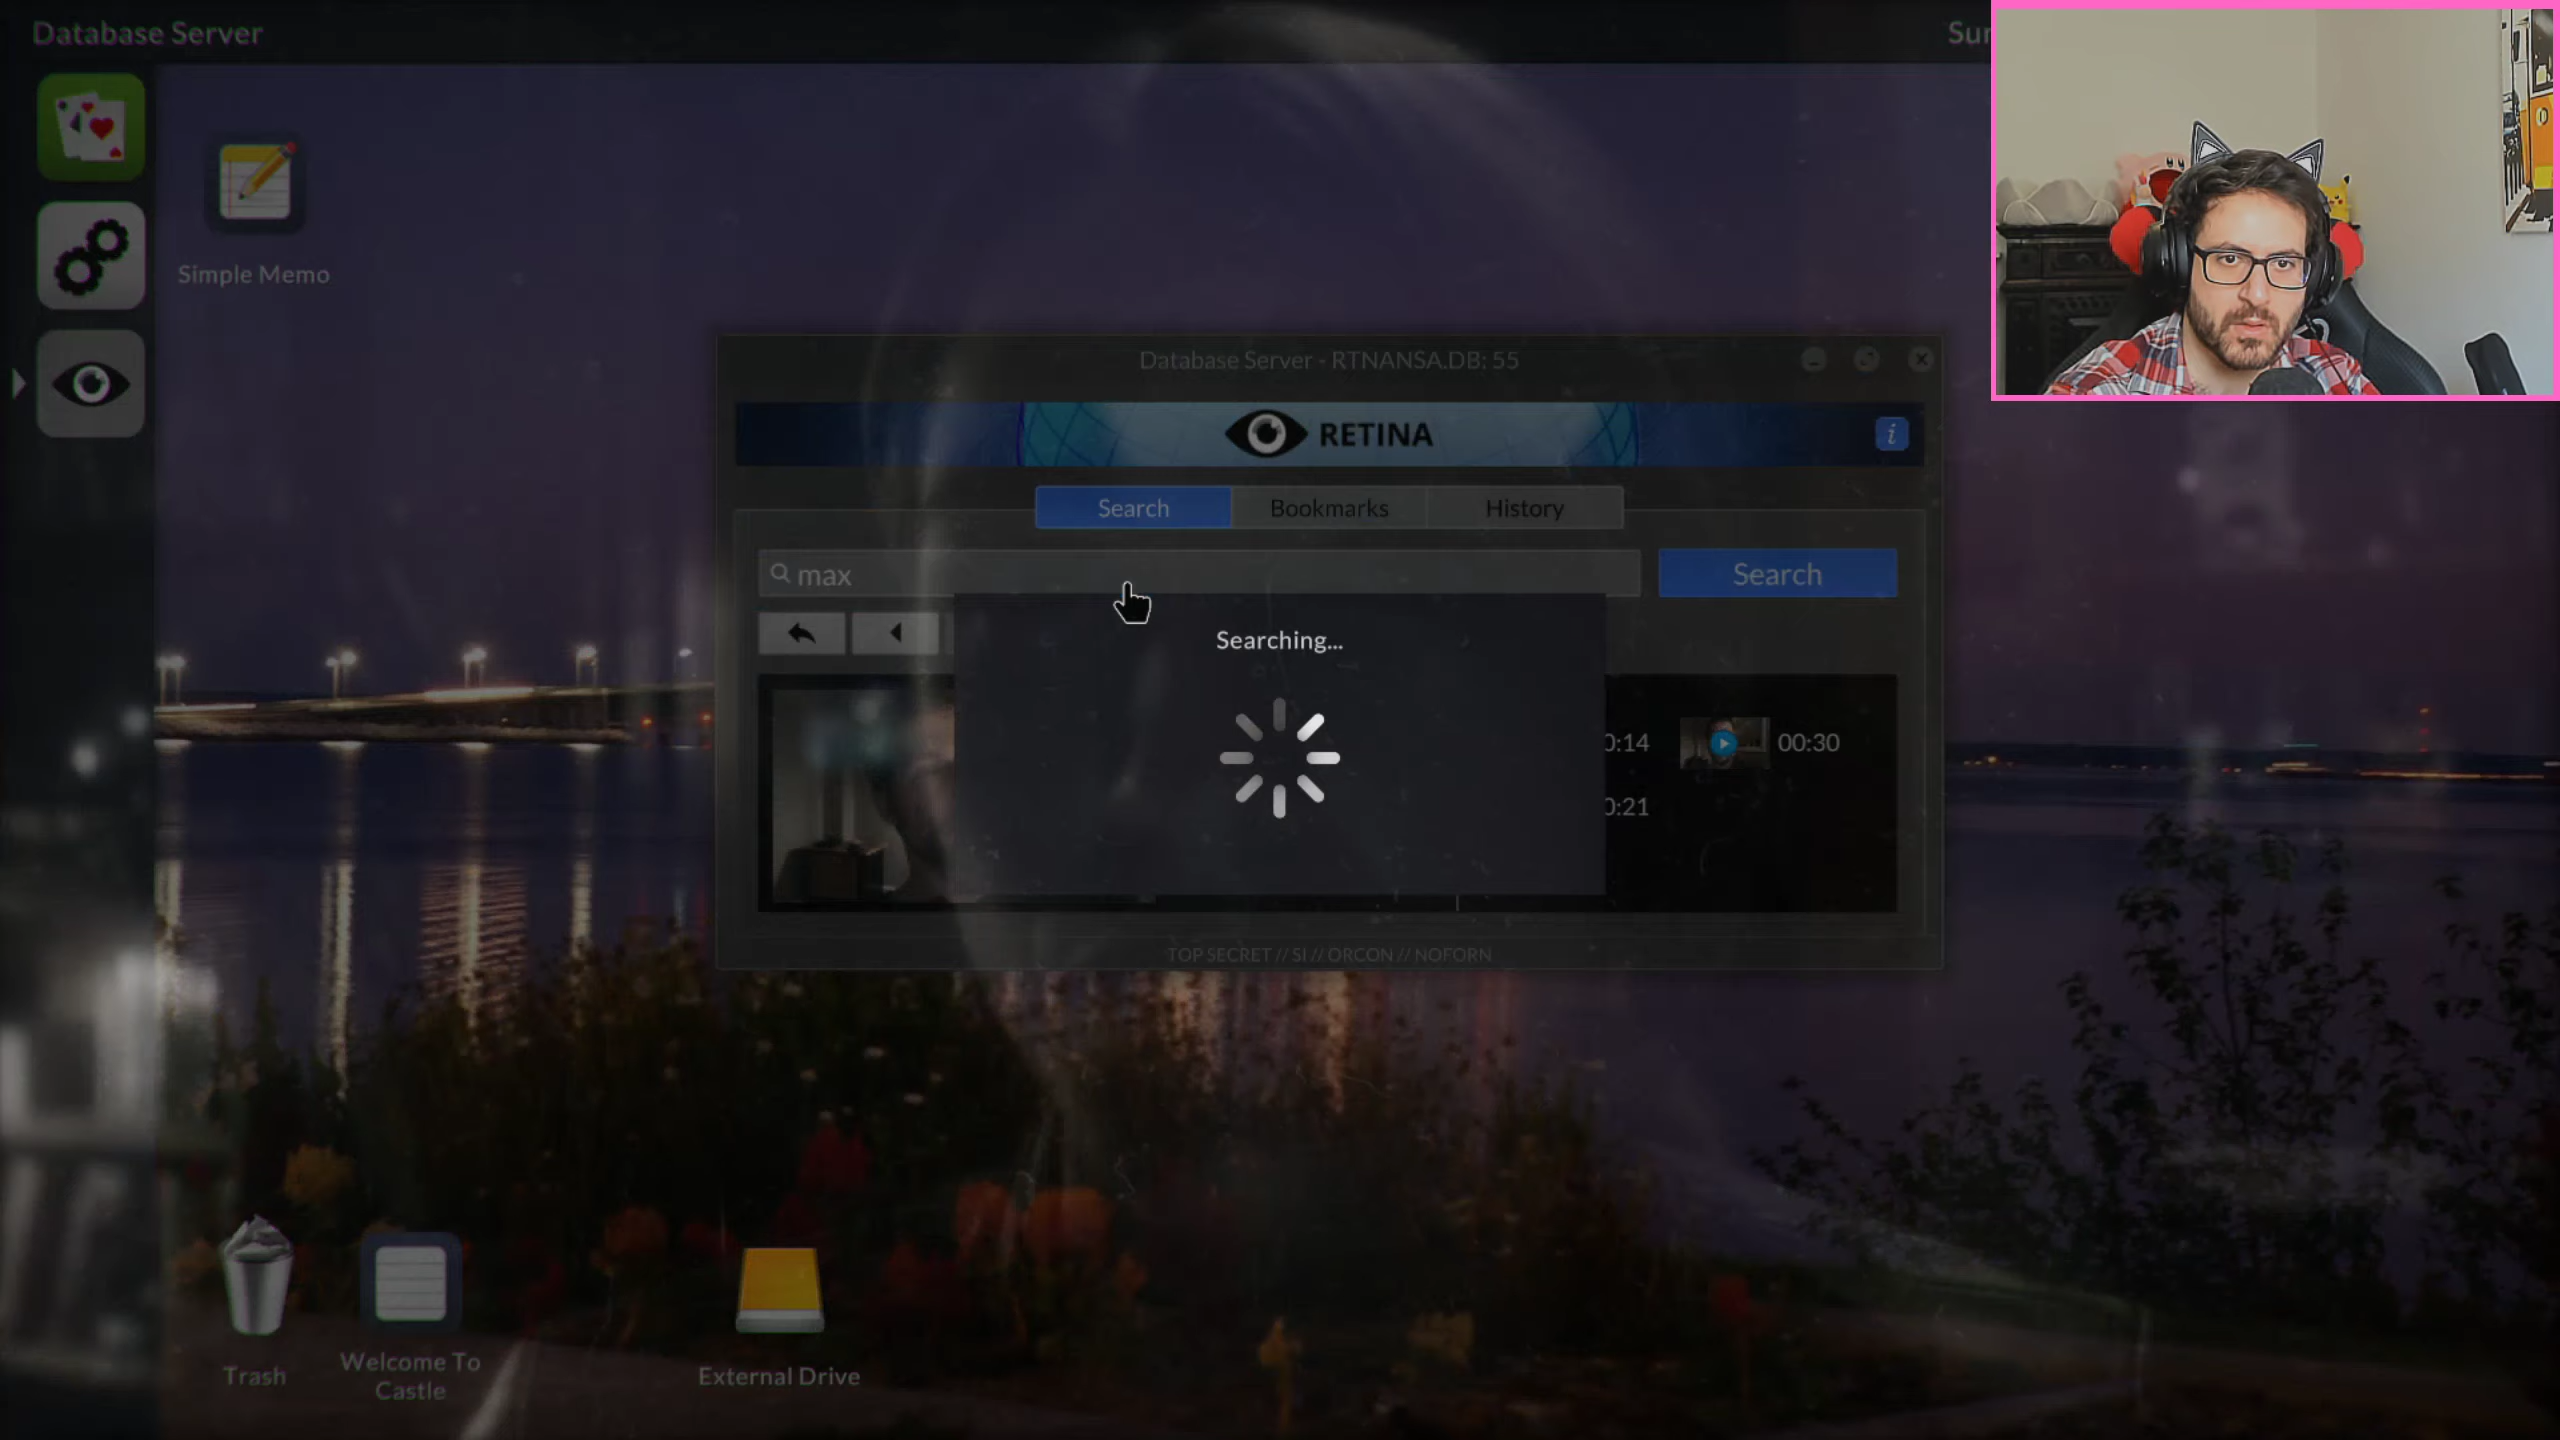 Database Server
Sun
Simple Memo
Database Server - RTNANSA.DB: 55
RETINA
i
Search
Bookmarks
History
max
Search
Searching...
0:14
00:30
0:21
TOP SECRET // SI // ORCON // NOFORN
Trash
Welcome To
Castle
External Drive